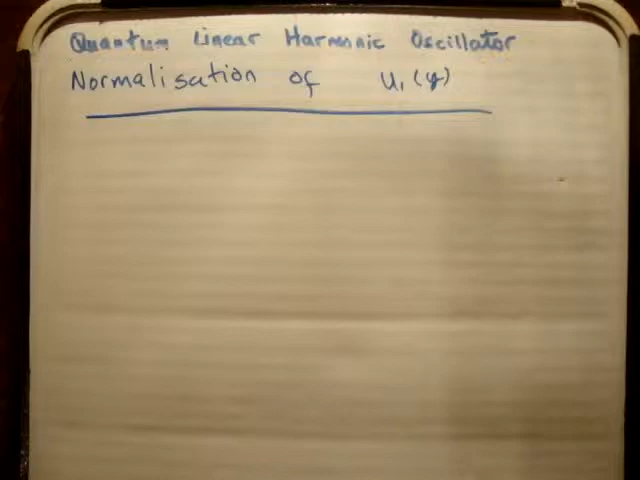 Quantum Linear Harmonic Oscillator
Normalisation of u₁(y)